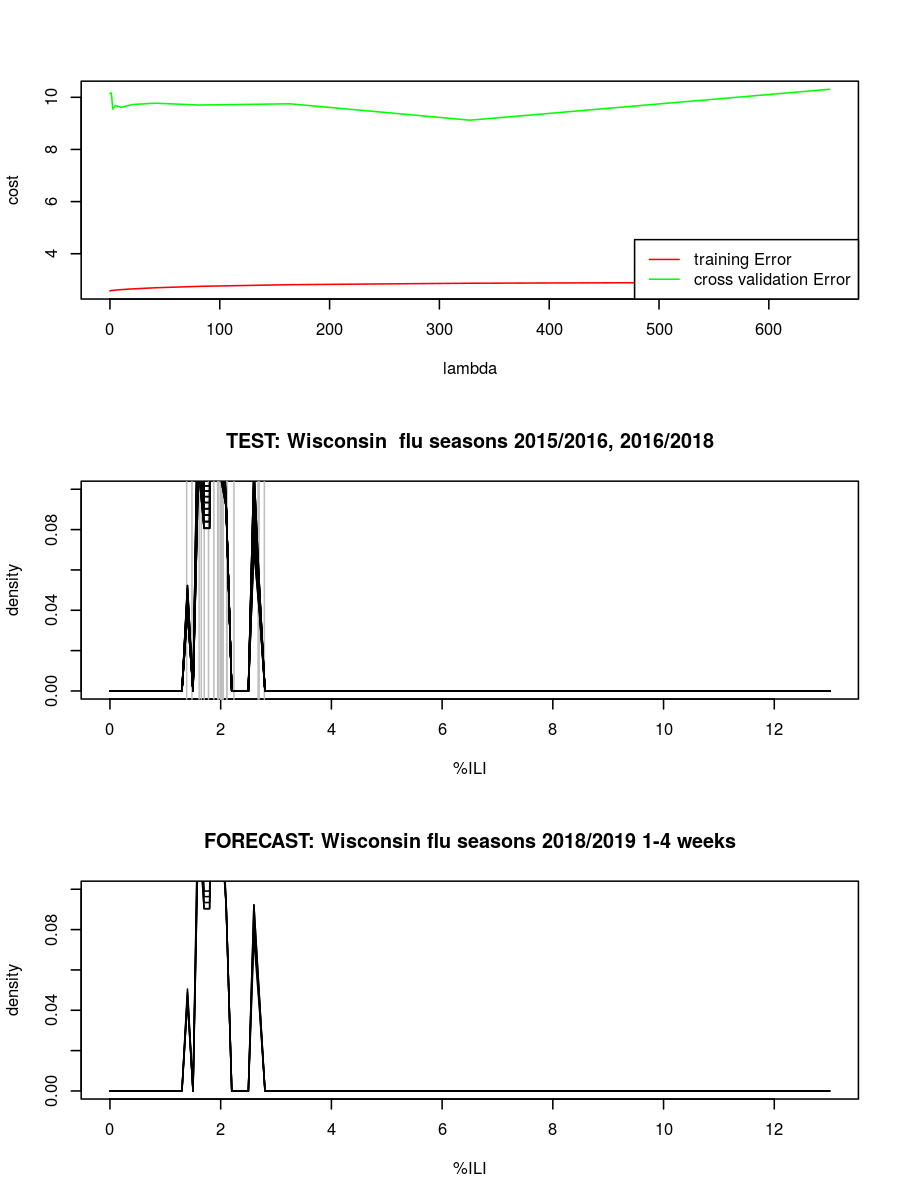 10
8
6
4
cost
training Error
cross validation Error
0 100 200 300 400 500 600
lambda
TEST: Wisconsin  flu seasons 2015/2016, 2016/2018
0.08
0.04
0.00
density
0 2 4 6 8 10 12
%ILI
FORECAST: Wisconsin flu seasons 2018/2019 1-4 weeks
0.08
0.04
0.00
density
0 2 4 6 8 10 12
%ILI